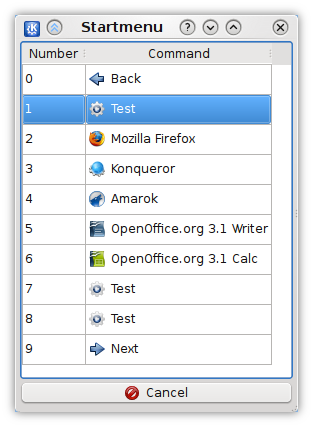 Startmenu
Number Command
0 Back
1 Test
2 Mozilla Firefox
3 Konqueror
4 Amarok
5 OpenOffice.org 3.1 Writer
6 OpenOffice.org 3.1 Calc
7 Test
8 Test
9 Next
Cancel